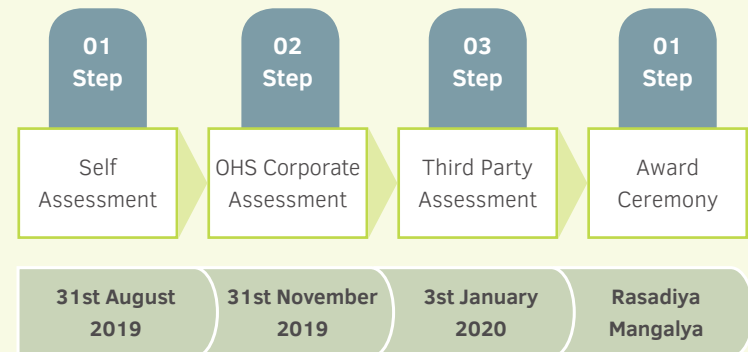 01
Step
02
Step
03
Step
01
Step
Self
Assessment
OHS Corporate
Assessment
Third Party
Assessment
Award
Ceremony
31st August
2019
31st November
2019
3st January
2020
Rasadiya
Mangalya